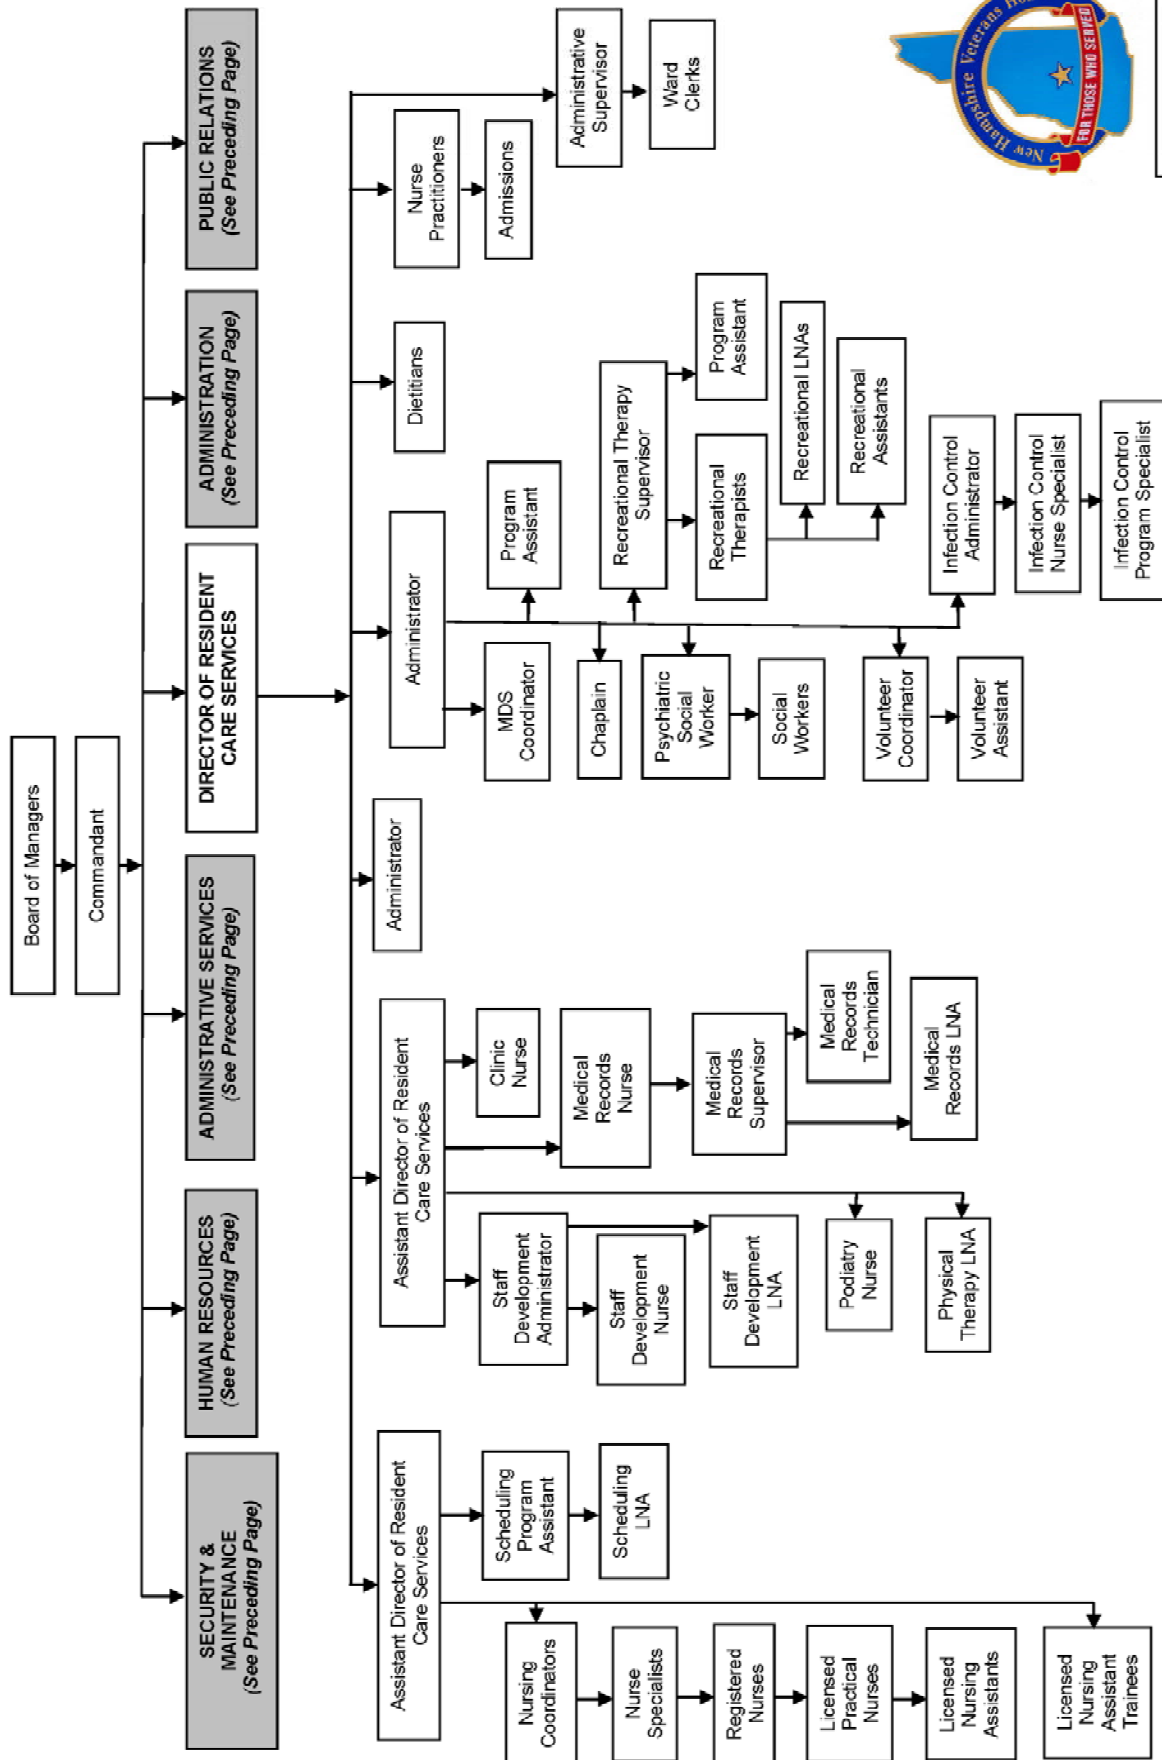 Board of Managers
Commandant
SECURITY &
MAINTENANCE
(See Preceding Page)
HUMAN RESOURCES
(See Preceding Page)
ADMINISTRATIVE SERVICES
(See Preceding Page)
DIRECTOR OF RESIDENT
CARE SERVICES
ADMINISTRATION
(See Preceding Page)
PUBLIC RELATIONS
(See Preceding Page)
Assistant Director of Resident
Care Services
Scheduling
Program
Assistant
Scheduling
LNA
Nursing
Coordinators
Nurse
Specialists
Registered
Nurses
Licensed
Practical
Nurses
Licensed
Nursing
Assistants
Licensed
Nursing
Assistant
Trainees
Assistant Director of Resident
Care Services
Staff
Development
Administrator
Staff
Development
Nurse
Staff
Development
LNA
Podiatry
Nurse
Physical
Therapy LNA
Clinic
Nurse
Medical
Records
Nurse
Medical
Records
Supervisor
Medical
Records
Technician
Medical
Records LNA
Administrator
Administrator
MDS
Coordinator
Program
Assistant
Chaplain
Recreational Therapy
Supervisor
Recreational
Therapists
Program
Assistant
Recreational LNAs
Recreational
Assistants
Psychiatric
Social
Worker
Social
Workers
Volunteer
Coordinator
Volunteer
Assistant
Infection Control
Administrator
Infection Control
Nurse Specialist
Infection Control
Program Specialist
Dietitians
Nurse
Practitioners
Admissions
Administrative
Supervisor
Ward
Clerks
New Hampshire Veterans
FOR THOSE WHO SERVED